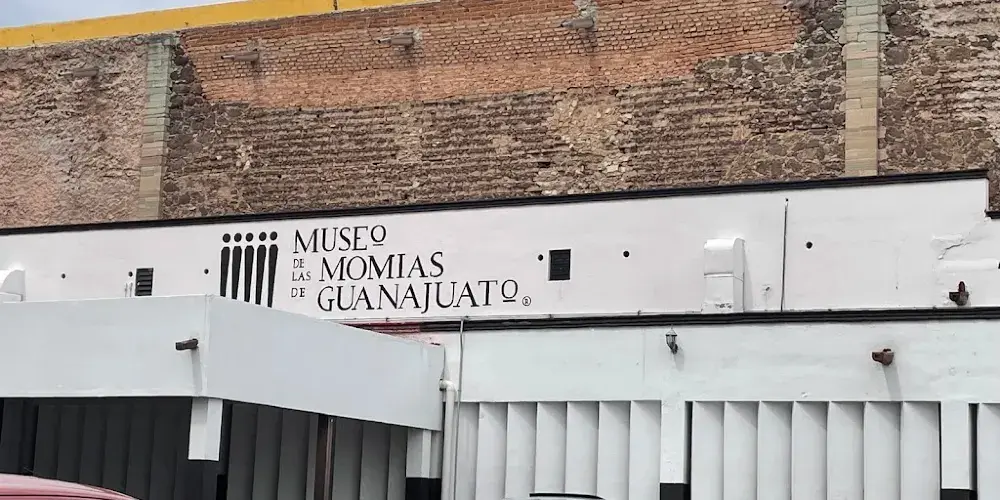 MUSEO
DE LAS MOMIAS
DE GUANAJUATO®